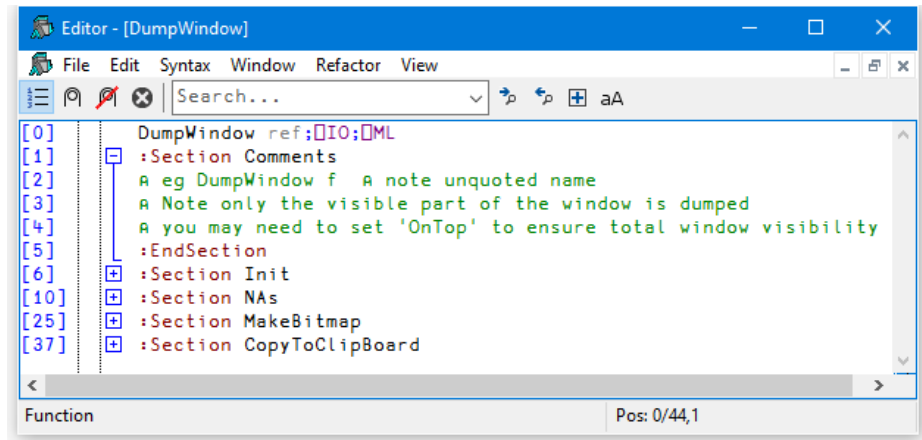 Editor - [DumpWindow]
File Edit Syntax Window Refactor View
Search... aA
[0] DumpWindow ref;⎕IO;⎕ML
[1] :Section Comments
[2] ⍝ eg DumpWindow f ⍝ note unquoted name
[3] ⍝ Note only the visible part of the window is dumped
[4] ⍝ you may need to set 'OnTop' to ensure total window visibility
[5] :EndSection
[6] :Section Init
[10] :Section NAs
[25] :Section MakeBitmap
[37] :Section CopyToClipBoard
Function Pos: 0/44,1